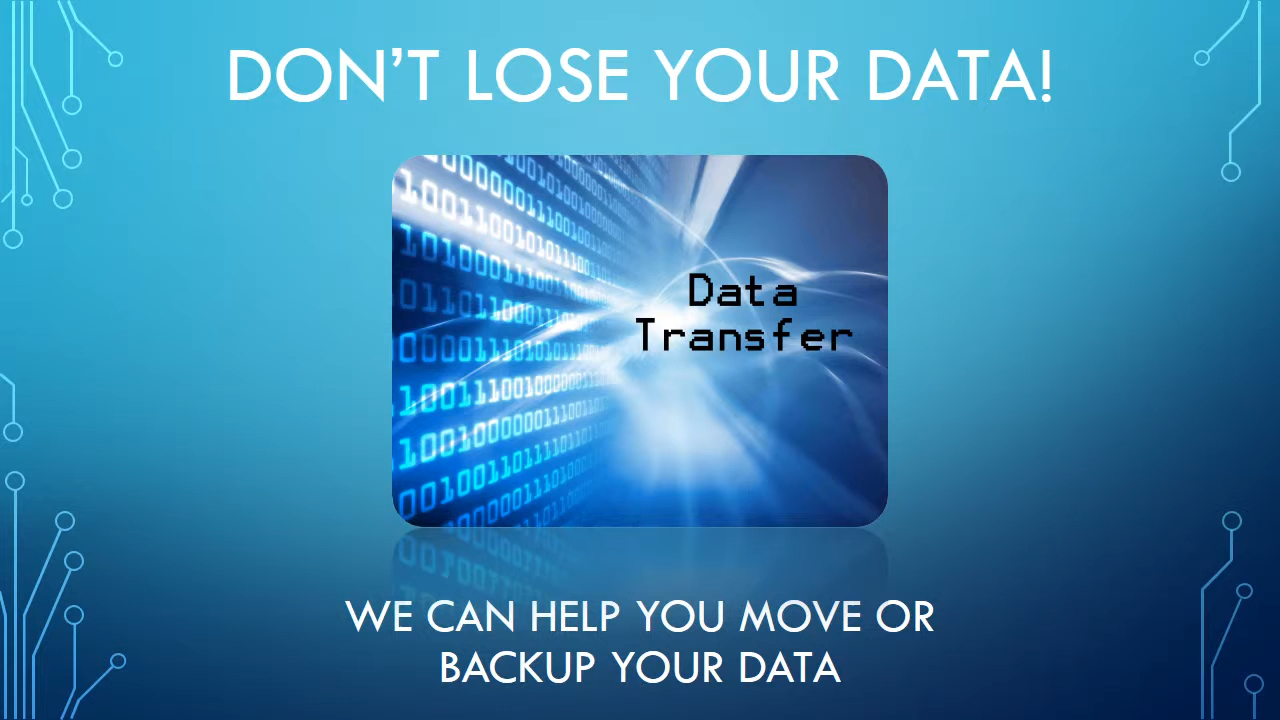 DON'T LOSE YOUR DATA!
Data
Transfer
WE CAN HELP YOU MOVE OR
BACKUP YOUR DATA